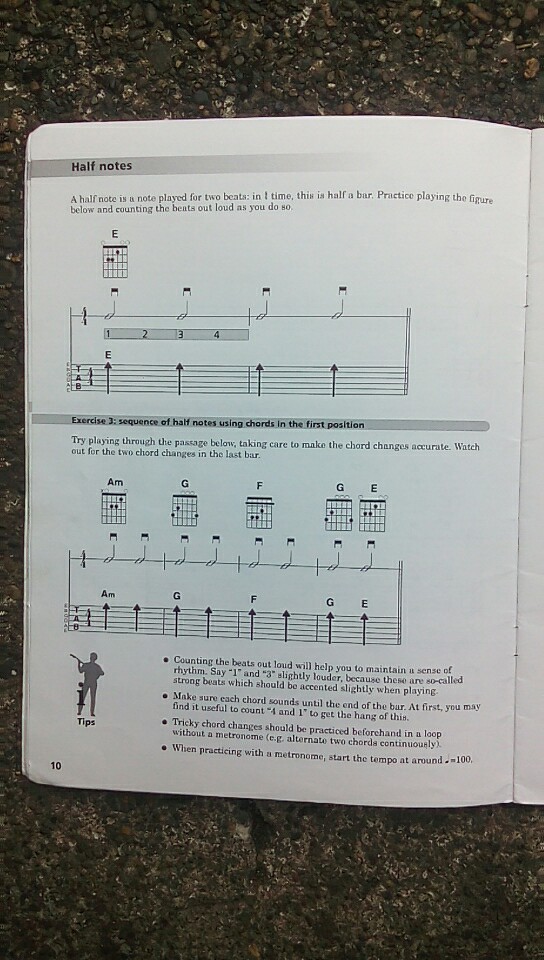 Half notes
A half note is a note played for two beats: in 4/4 time, this is half a bar. Practice playing the figure
below and counting the beats out loud as you do so.
E
4/4
1 2 3 4
E
T
A
B
4/4
Exercise 3: sequence of half notes using chords in the first position
Try playing through the passage below, taking care to make the chord changes accurate. Watch
out for the two chord changes in the last bar.
Am G F G E
4/4
Am G F G E
T
A
B
4/4
• Counting the beats out loud will help you to maintain a sense of
rhythm. Say "1" and "3" slightly louder, because these are so-called
strong beats which should be accented slightly when playing.
• Make sure each chord sounds until the end of the bar. At first, you may
find it useful to count "4 and 1" to get the hang of this.
Tips
• Tricky chord changes should be practiced beforehand in a loop
without a metronome (e.g. alternate two chords continuously).
• When practicing with a metronome, start the tempo at around ♩=100.
10